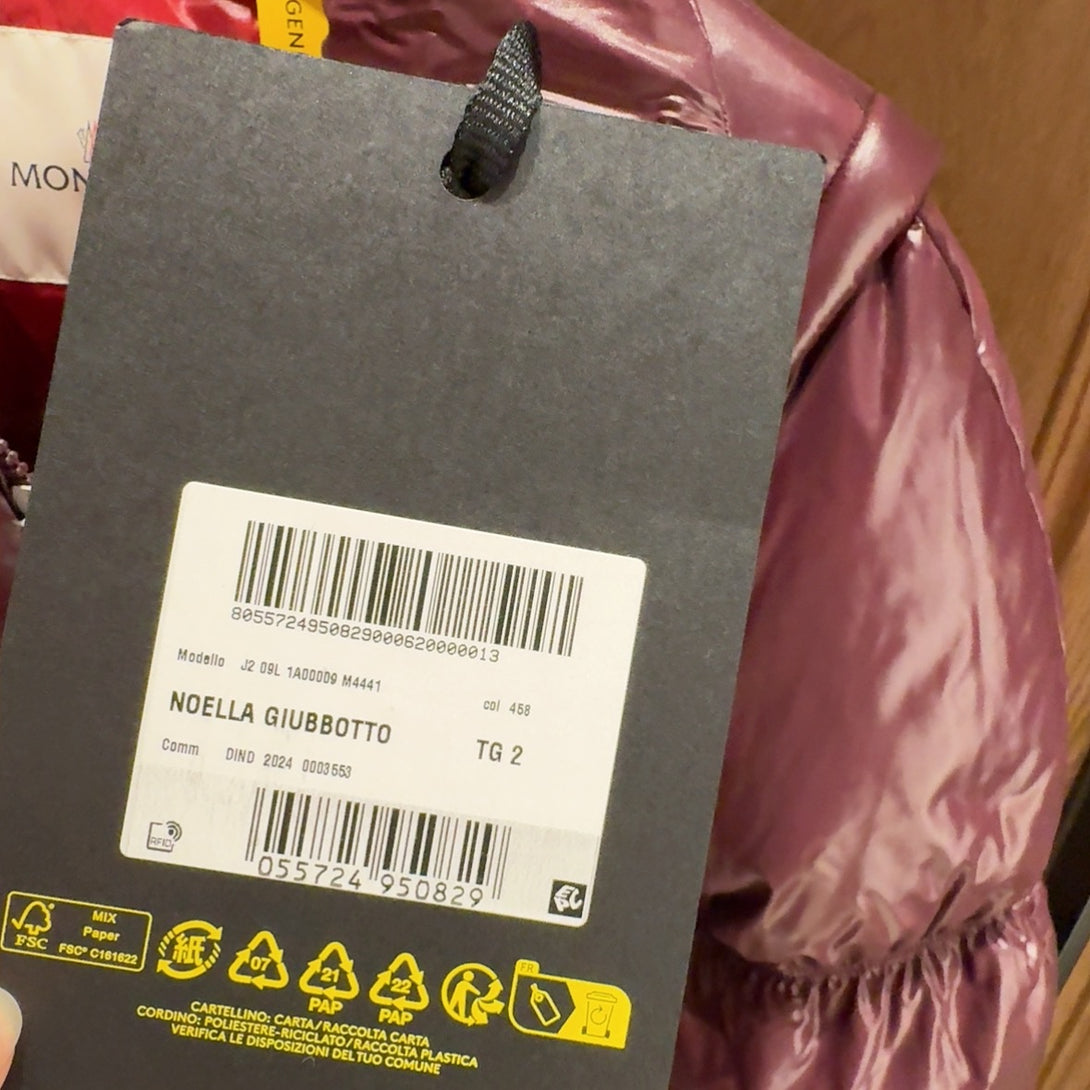 GEN
MON
8055724950829000620000013
Modello J2 09L 1A00009 M4441
col 458
NOELLA GIUBBOTTO
TG 2
Comm DIND 2024 0003553
RFID
055724 950829
FSC
MIX
Paper
FSC® C161622
紙
07
21
PAP
22
PAP
FR
CARTELLINO: CARTA/RACCOLTA CARTA
CORDINO: POLIESTERE-RICICLATO/RACCOLTA PLASTICA
VERIFICA LE DISPOSIZIONI DEL TUO COMUNE